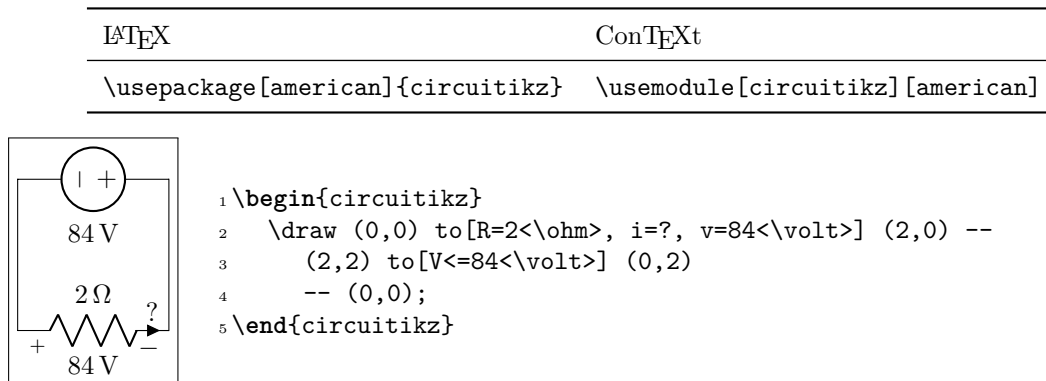 LATEX ConTEXt
\usepackage[american]{circuitikz} \usemodule[circuitikz][american]
− +
84 V
2 Ω
?
+ −
84 V
1 \begin{circuitikz}
2 \draw (0,0) to[R=2<\ohm>, i=?, v=84<\volt>] (2,0) --
3 (2,2) to[V<=84<\volt>] (0,2)
4 -- (0,0);
5 \end{circuitikz}